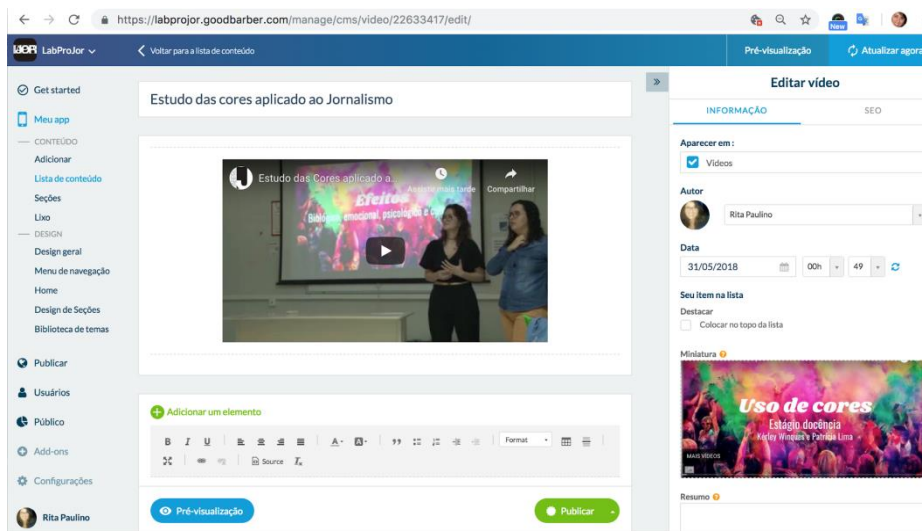 https://labprojor.goodbarber.com/manage/cms/video/22633417/edit/
New
LabProJor
Voltar para a lista de conteúdo
Pré-visualização
Atualizar agora
Get started
Meu app
CONTEÚDO
Adicionar
Lista de conteúdo
Seções
Lixo
DESIGN
Design geral
Menu de navegação
Home
Design de Seções
Biblioteca de temas
Publicar
Usuários
Público
Add-ons
Configurações
Rita Paulino
Estudo das cores aplicado ao Jornalismo
Estudo das Cores aplicado a...
Assistir mais tarde
Compartilhar
Efeitos
emocional, psicológico e
Adicionar um elemento
B I U
Format
Source
Pré-visualização
Publicar
Editar vídeo
INFORMAÇÃO
SEO
Aparecer em :
Vídeos
Autor
Rita Paulino
Data
31/05/2018
00h
49
Seu item na lista
Destacar
Colocar no topo da lista
Miniatura
Uso de cores
Estágio docência
Kérley Winques e Patrícia Lima
MAIS VÍDEOS
Resumo